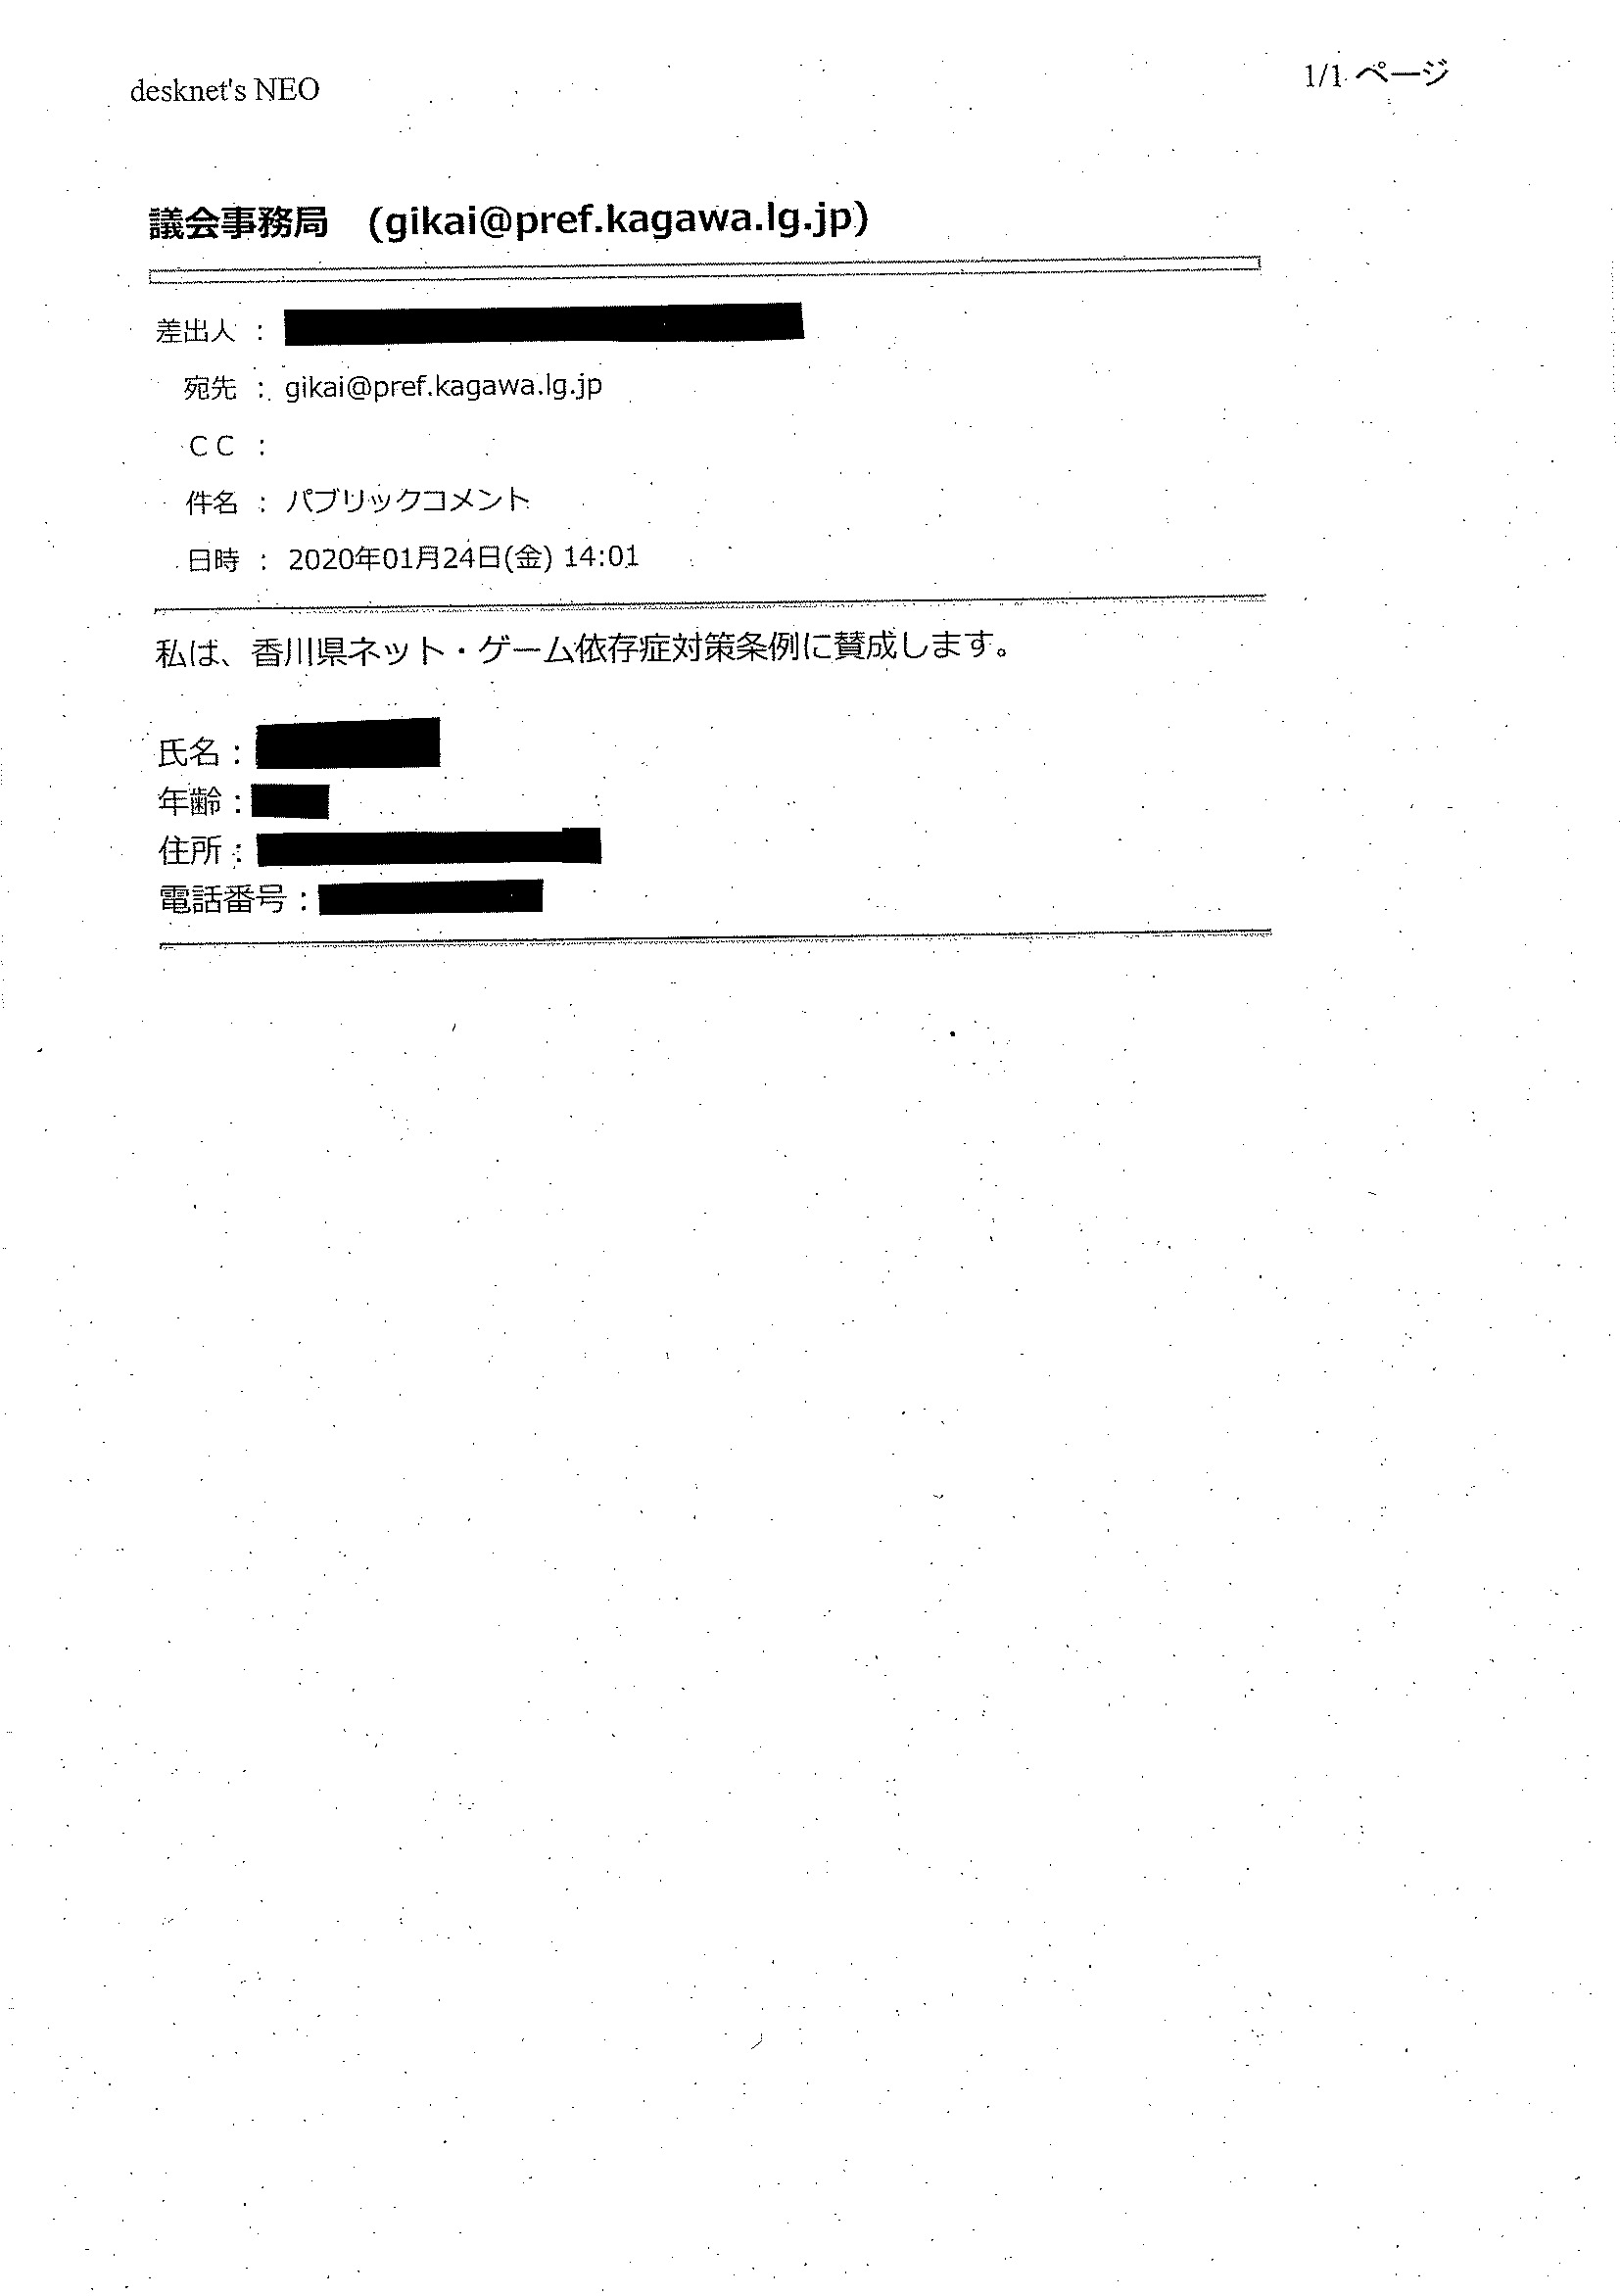 desknet's NEO
1/1 ページ
議会事務局　(gikai@pref.kagawa.lg.jp)
差出人 :
宛先 : gikai@pref.kagawa.lg.jp
ＣＣ :
件名 : パブリックコメント
日時 : 2020年01月24日(金) 14:01
私は、香川県ネット・ゲーム依存症対策条例に賛成します。
氏名：
年齢：
住所：
電話番号：